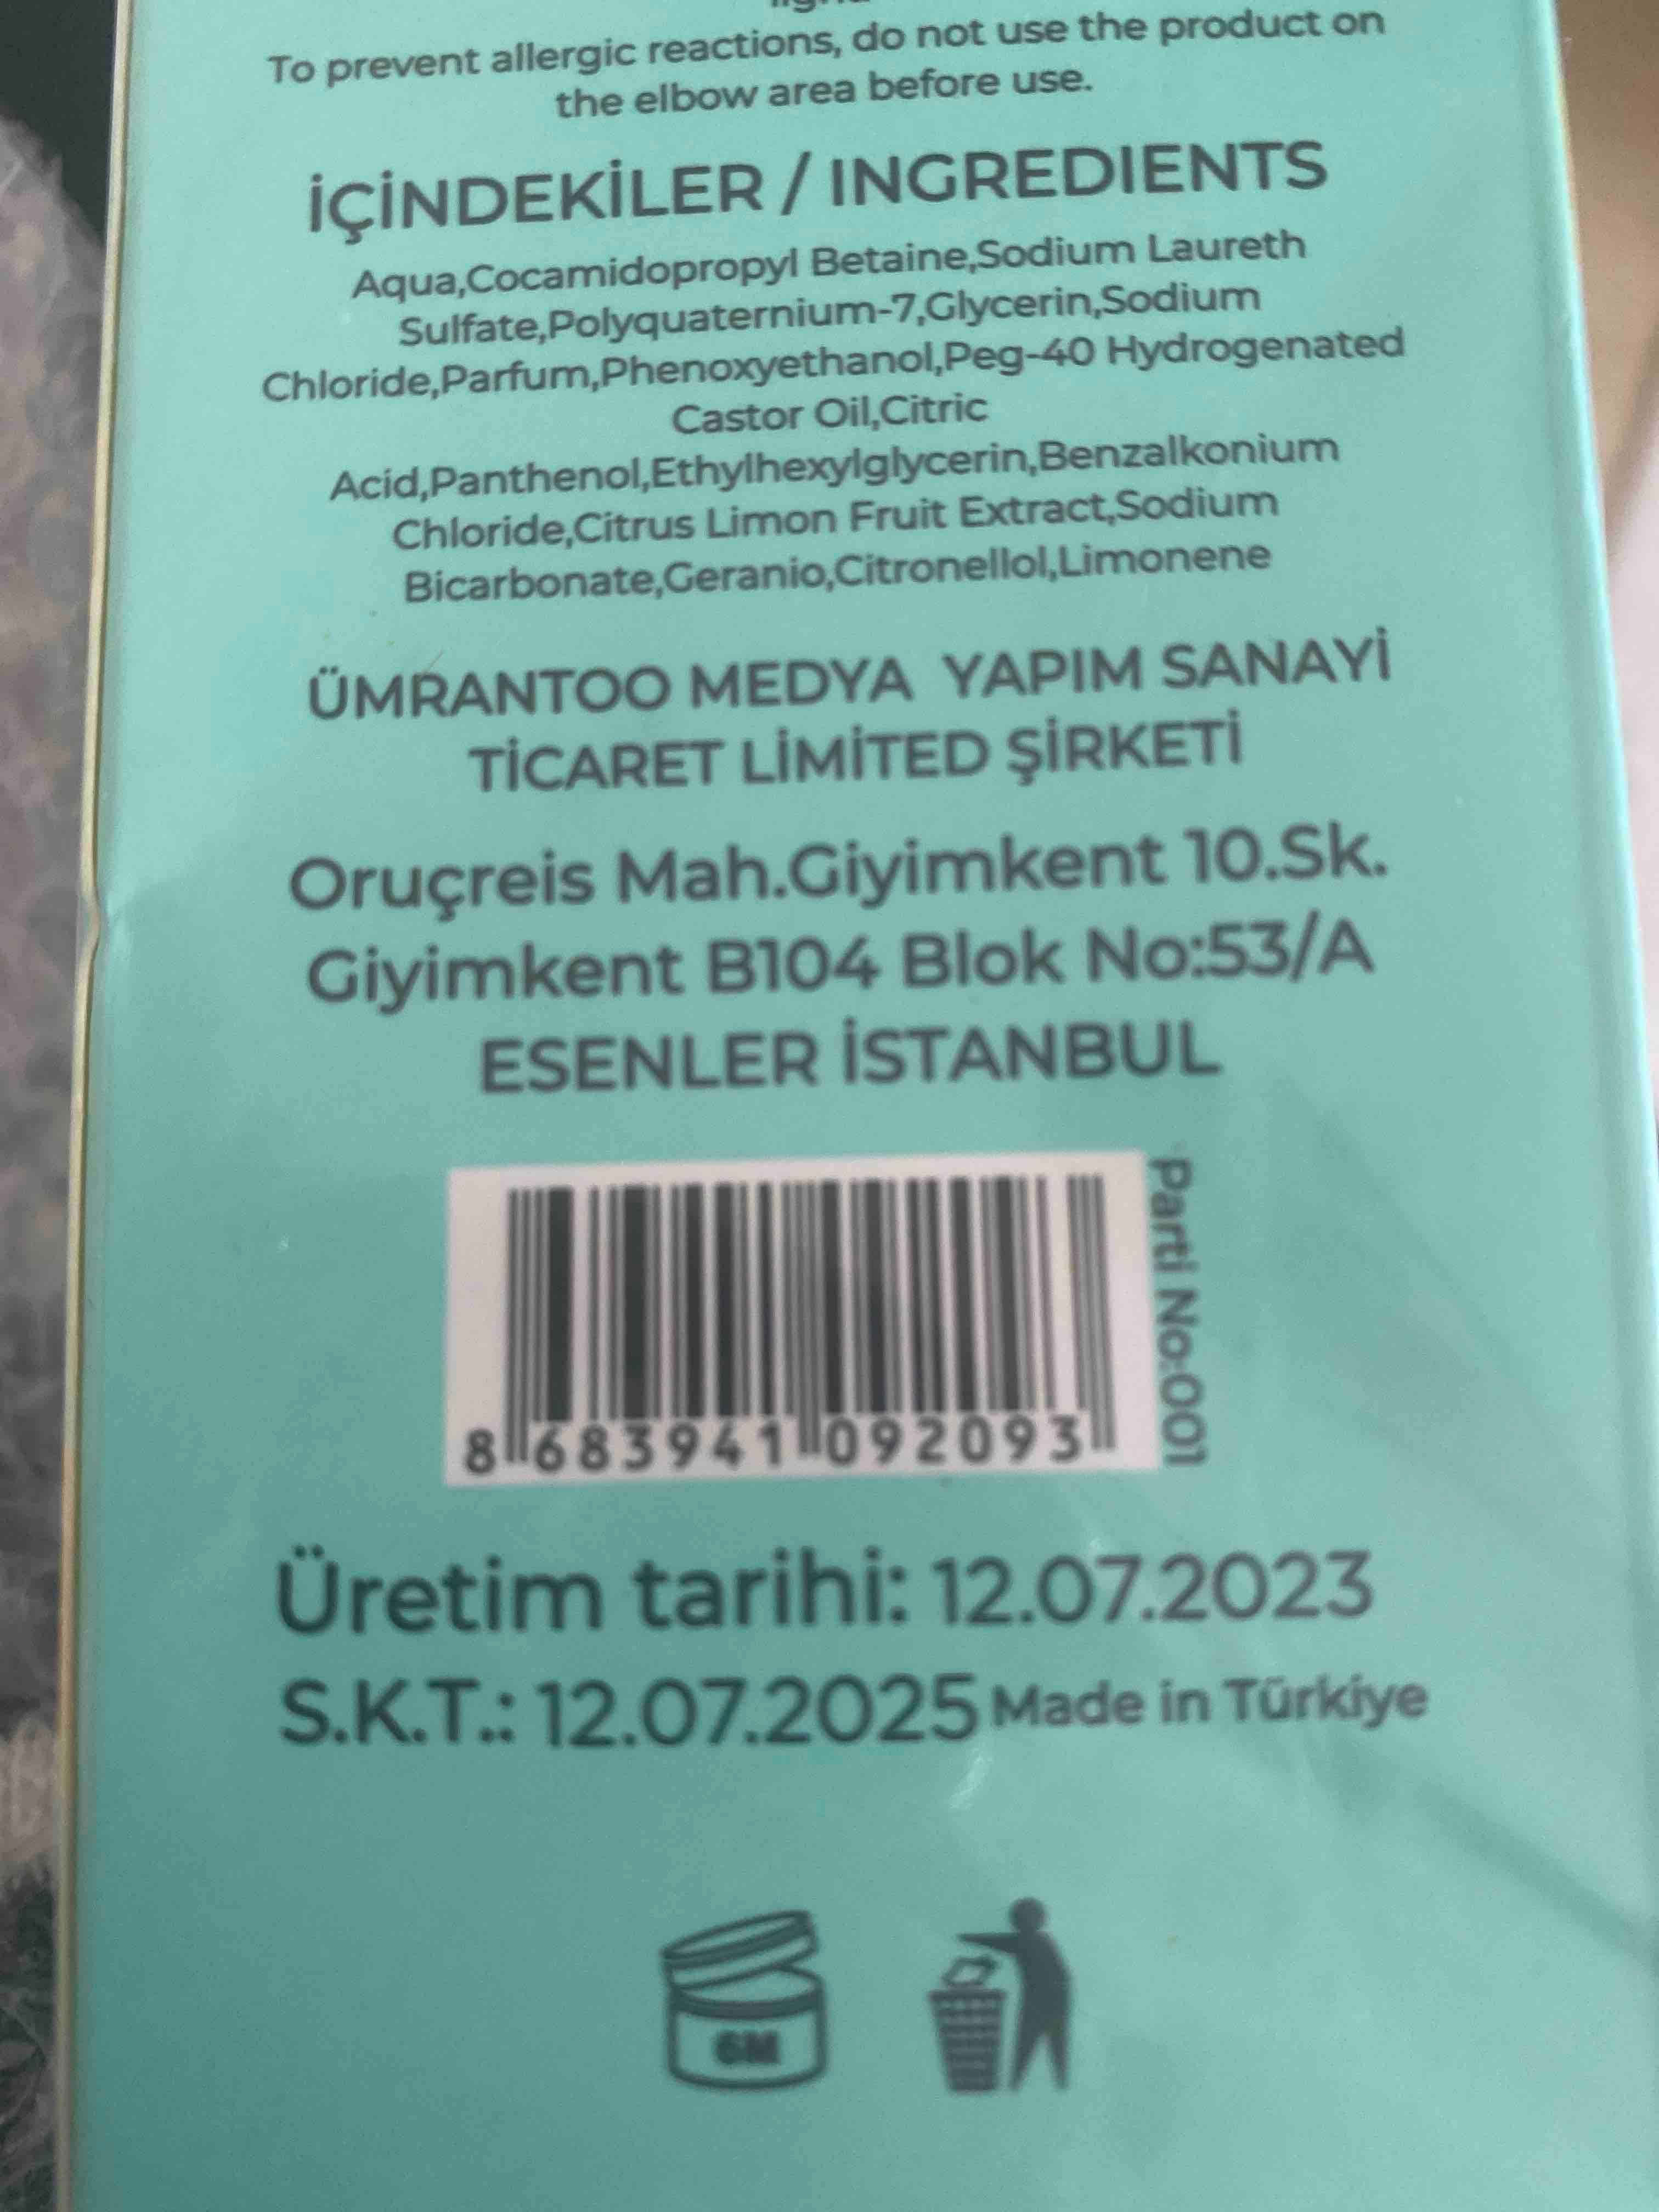 To prevent allergic reactions, do not use the product on
the elbow area before use.
İÇİNDEKİLER / INGREDIENTS
Aqua,Cocamidopropyl Betaine,Sodium Laureth
Sulfate,Polyquaternium-7,Glycerin,Sodium
Chloride,Parfum,Phenoxyethanol,Peg-40 Hydrogenated
Castor Oil,Citric
Acid,Panthenol,Ethylhexylglycerin,Benzalkonium
Chloride,Citrus Limon Fruit Extract,Sodium
Bicarbonate,Geranio,Citronellol,Limonene
ÜMRANTOO MEDYA YAPIM SANAYİ
TİCARET LİMİTED ŞİRKETİ
Oruçreis Mah.Giyimkent 10.Sk.
Giyimkent B104 Blok No:53/A
ESENLER İSTANBUL
Parti No:001
8 683941 092093
Üretim tarihi: 12.07.2023
S.K.T.: 12.07.2025 Made in Türkiye
6M